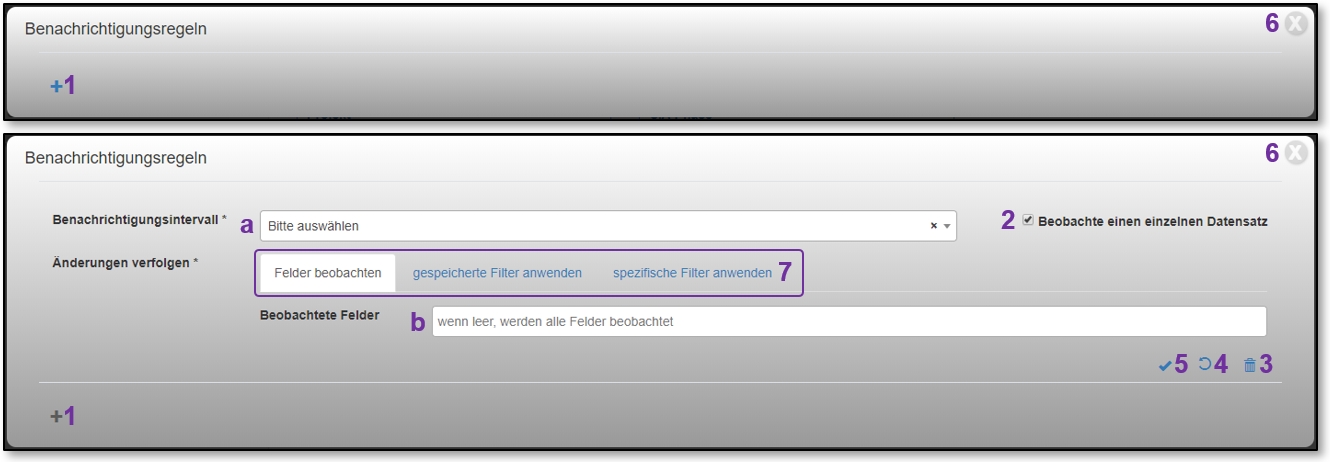 Benachrichtigungsregeln 6 X
+1
Benachrichtigungsregeln 6 X
Benachrichtigungsintervall * a Bitte auswählen × 2 Beobachte einen einzelnen Datensatz
Änderungen verfolgen * Felder beobachten gespeicherte Filter anwenden spezifische Filter anwenden 7
Beobachtete Felder b wenn leer, werden alle Felder beobachtet
5 4 3
+1